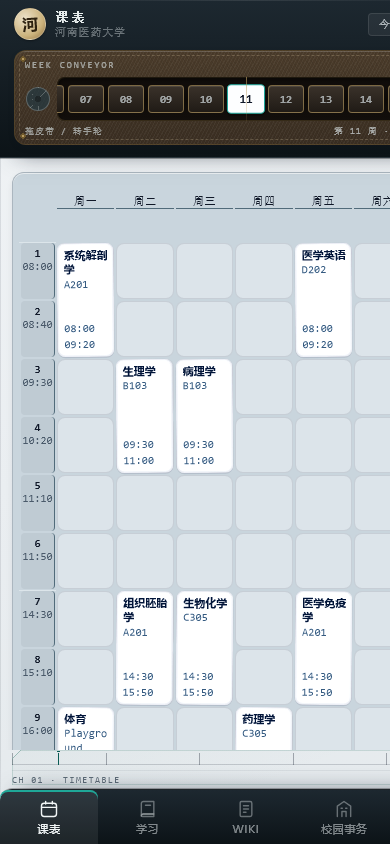 河
课表
河南医药大学
今
WEEK CONVEYOR
07 08 09 10 11 12 13 14
拖皮带 / 转手轮
第 11 周 ·
周一 周二 周三 周四 周五 周六
1
08:00
系统解剖学
A201
08:00
09:20
医学英语
D202
08:00
09:20
2
08:40
3
09:30
生理学
B103
09:30
11:00
病理学
B103
09:30
11:00
4
10:20
5
11:10
6
11:50
7
14:30
组织胚胎学
A201
14:30
15:50
生物化学
C305
14:30
15:50
医学免疫学
A201
14:30
15:50
8
15:10
9
16:00
体育
Playgro
und
药理学
C305
CH 01 · TIMETABLE
课表 学习 WIKI 校园事务